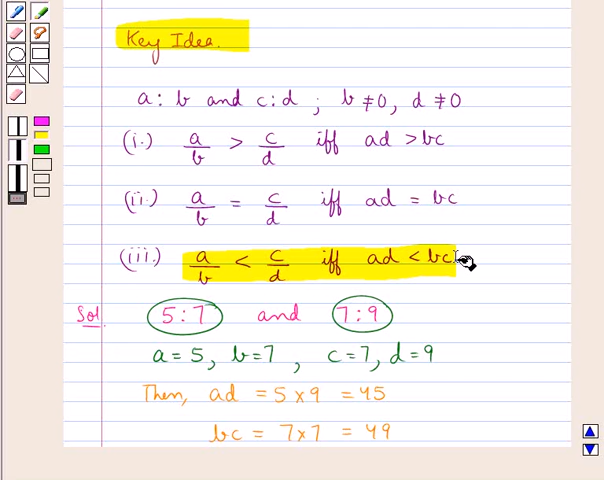 Key Idea.
a : b and c : d ; b ≠ 0, d ≠ 0
(i.) a/b > c/d iff ad > bc
(ii.) a/b = c/d iff ad = bc
(iii.) a/b < c/d iff ad < bc
Sol. 5 : 7 and 7 : 9
a = 5, b = 7 , c = 7, d = 9
Then, ad = 5 × 9 = 45
bc = 7 × 7 = 49